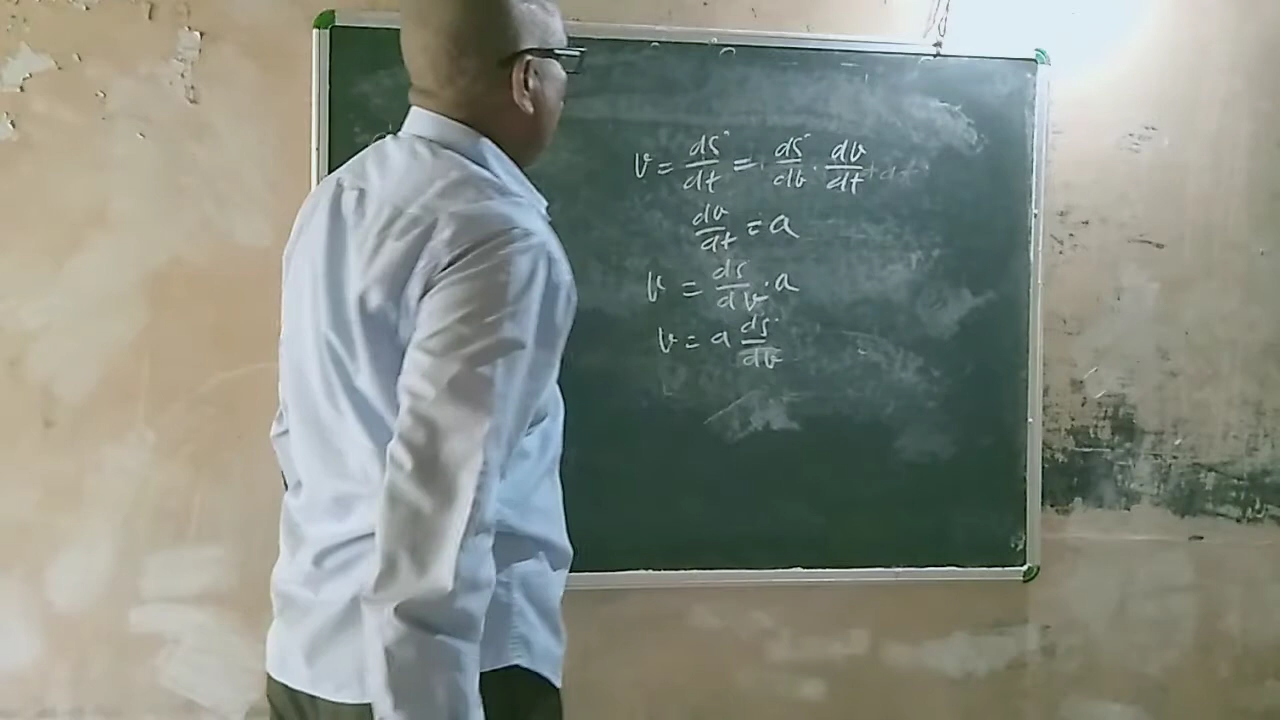 v = ds/dt = ds/dv · dv/dt
dv/dt = a
v = ds/dv · a
v = a ds/dv